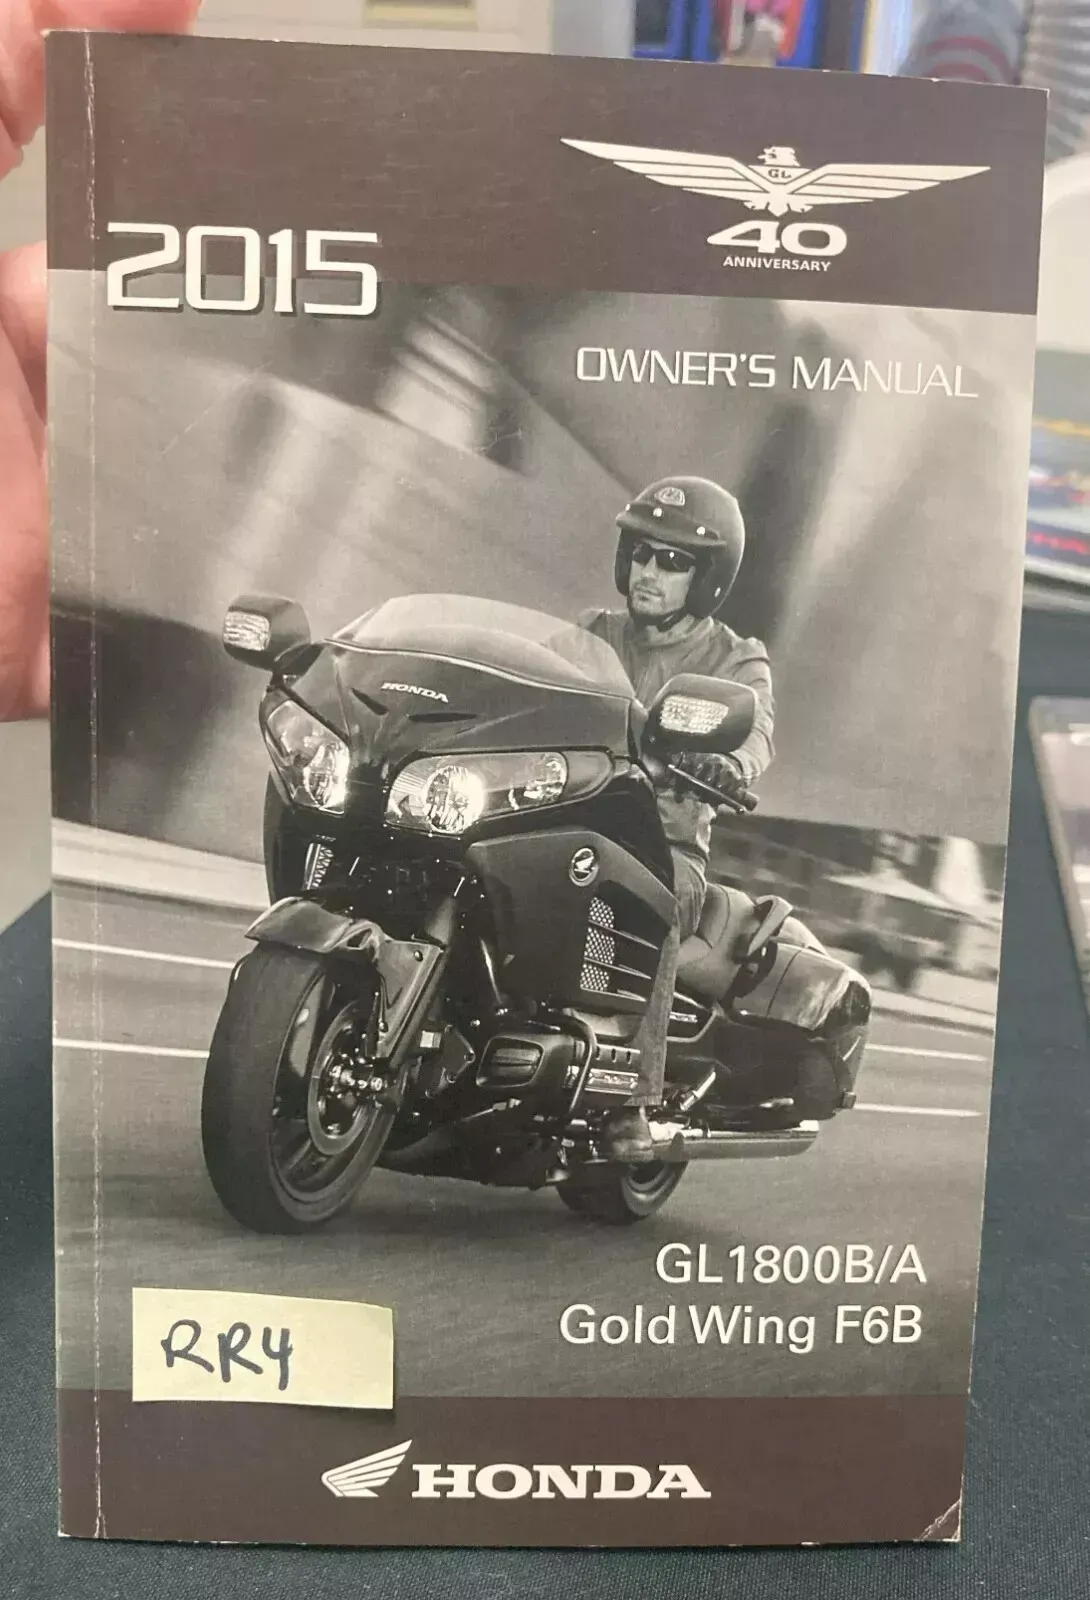 GL
40
ANNIVERSARY
2015
OWNER'S MANUAL
HONDA
GL1800B/A
Gold Wing F6B
RR4
HONDA